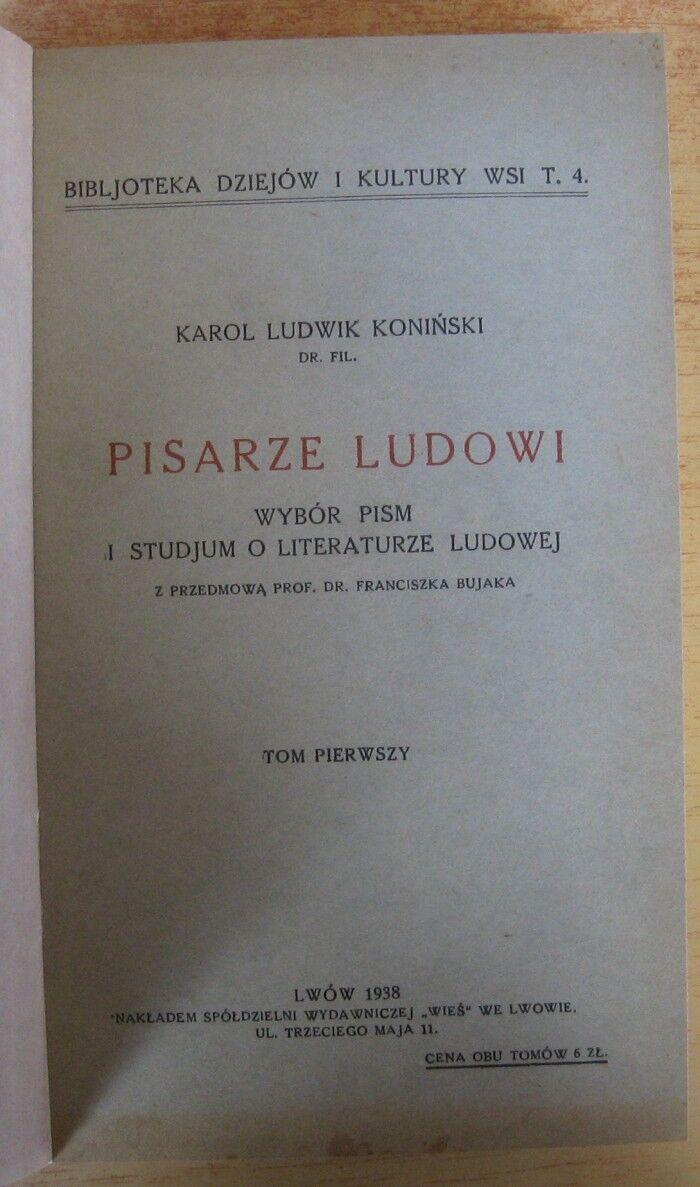 BIBLJOTEKA DZIEJÓW I KULTURY WSI T. 4.
KAROL LUDWIK KONIŃSKI
DR. FIL.
PISARZE LUDOWI
WYBÓR PISM
I STUDJUM O LITERATURZE LUDOWEJ
Z PRZEDMOWĄ PROF. DR. FRANCISZKA BUJAKA
TOM PIERWSZY
LWÓW 1938
NAKŁADEM SPÓŁDZIELNI WYDAWNICZEJ „WIEŚ" WE LWOWIE,
UL. TRZECIEGO MAJA 11.
CENA OBU TOMÓW 6 ZŁ.